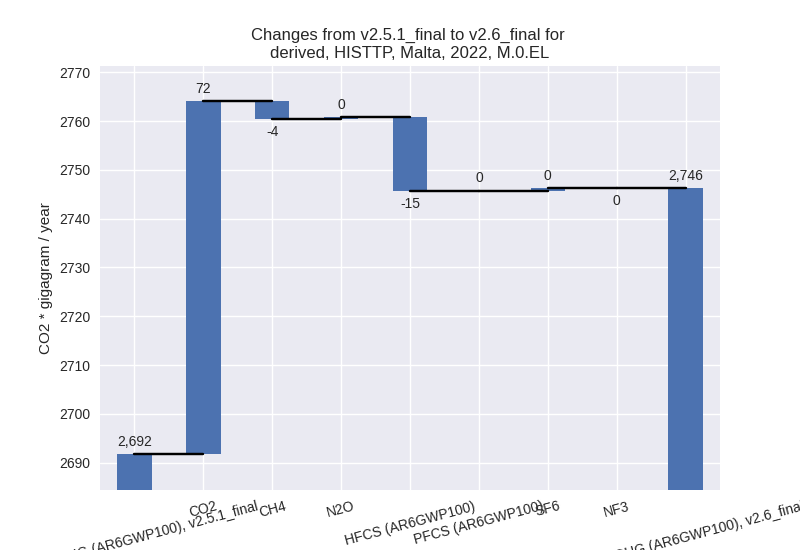 Changes from v2.5.1_final to v2.6_final for
derived, HISTTP, Malta, 2022, M.0.EL
CO2 * gigagram / year
2770
2760
2750
2740
2730
2720
2710
2700
2690
2,692
72
-4
0
-15
0
0
0
2,746
(AR6GWP100), v2.5.1_final
CO2
CH4
N2O
HFCS (AR6GWP100)
PFCS (AR6GWP100)
SF6
NF3
(AR6GWP100), v2.6_final